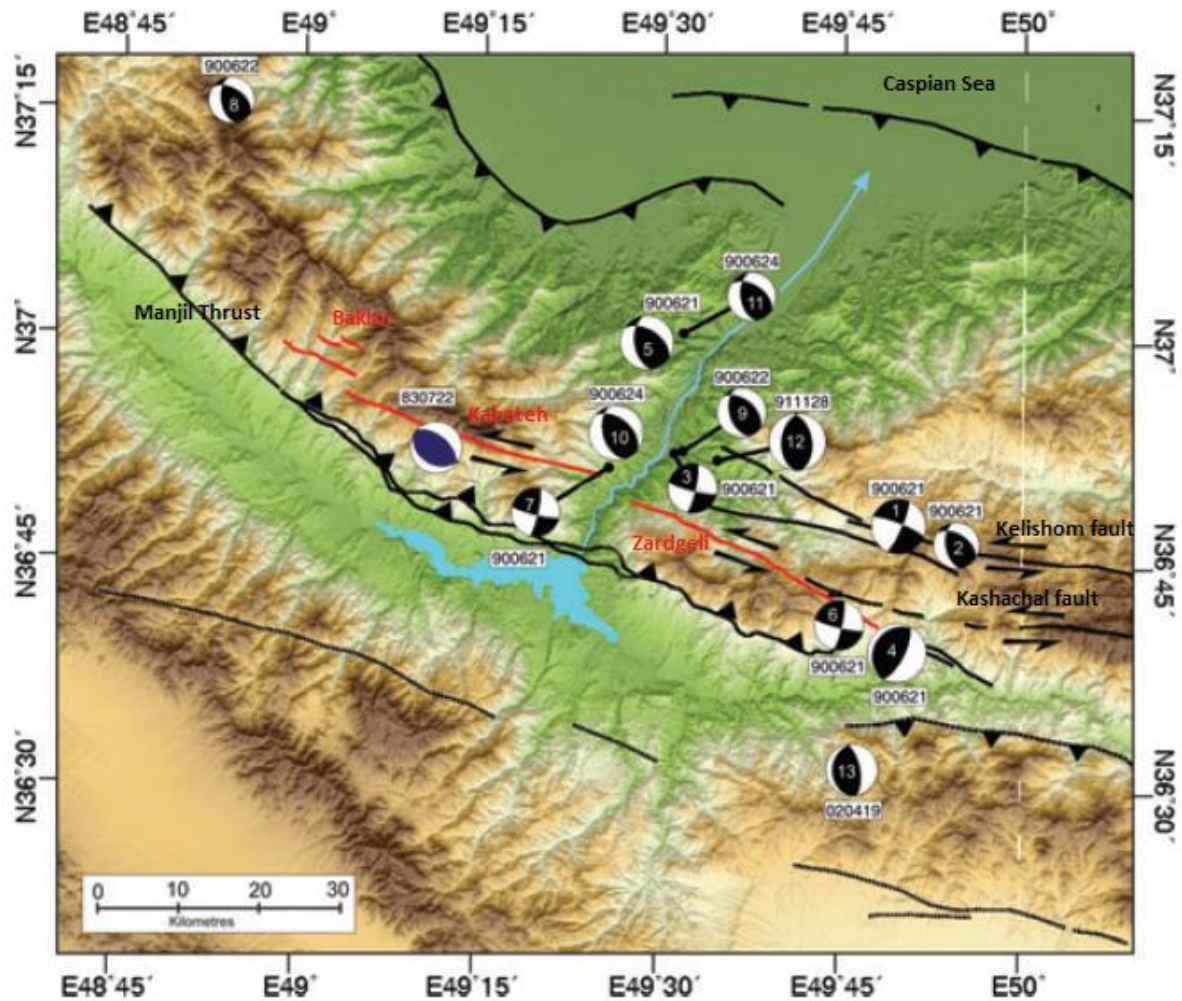 E48°45´
E49°
E49°15´
E49°30´
E49°45´
E50°
N37°15´
N37°15´
900622
8
Caspian Sea
900624
11
900621
5
Manjil Thrust
N37°
N37°
900622
9
830722
Kabateh
900624
10
911128
12
3
900621
7
900621
900621
1
900621
2
Kelishom fault
N36°45´
N36°45´
Zardgeli
Kashachal fault
6
900621
4
900621
N36°30´
N36°30´
13
020419
0 10 20 30
Kilometres
E48°45´
E49°
E49°15´
E49°30´
E49°45´
E50°